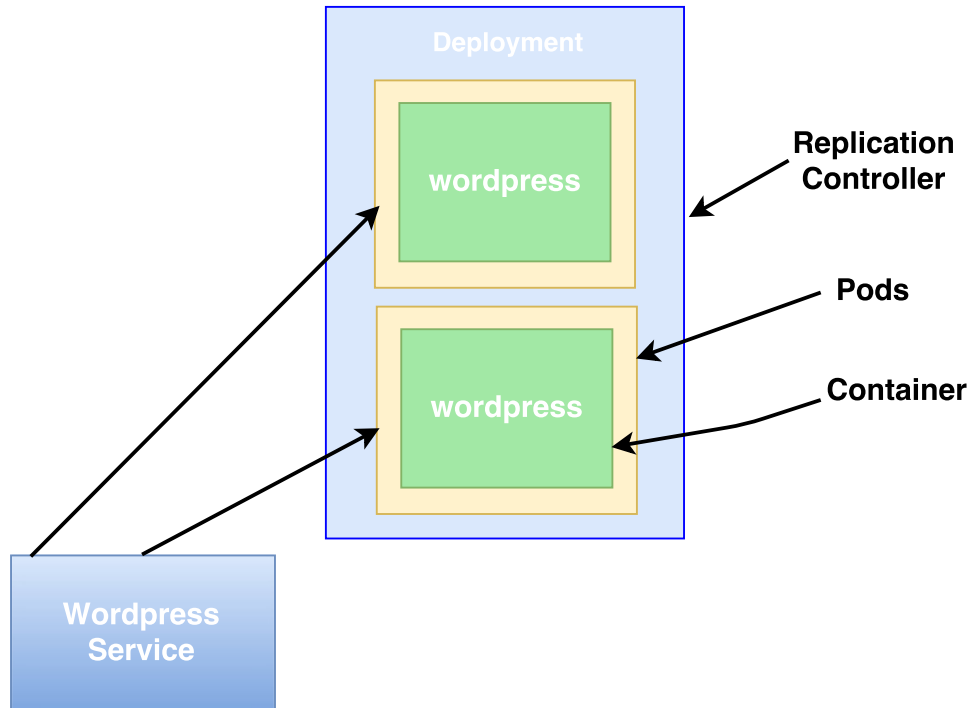 Deployment
wordpress
Replication
Controller
Pods
Container
wordpress
Wordpress
Service